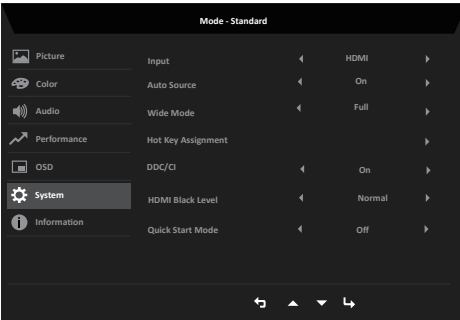 Mode - Standard
Picture
Color
Audio
Performance
OSD
System
Information
Input HDMI
Auto Source On
Wide Mode Full
Hot Key Assignment
DDC/CI On
HDMI Black Level Normal
Quick Start Mode Off